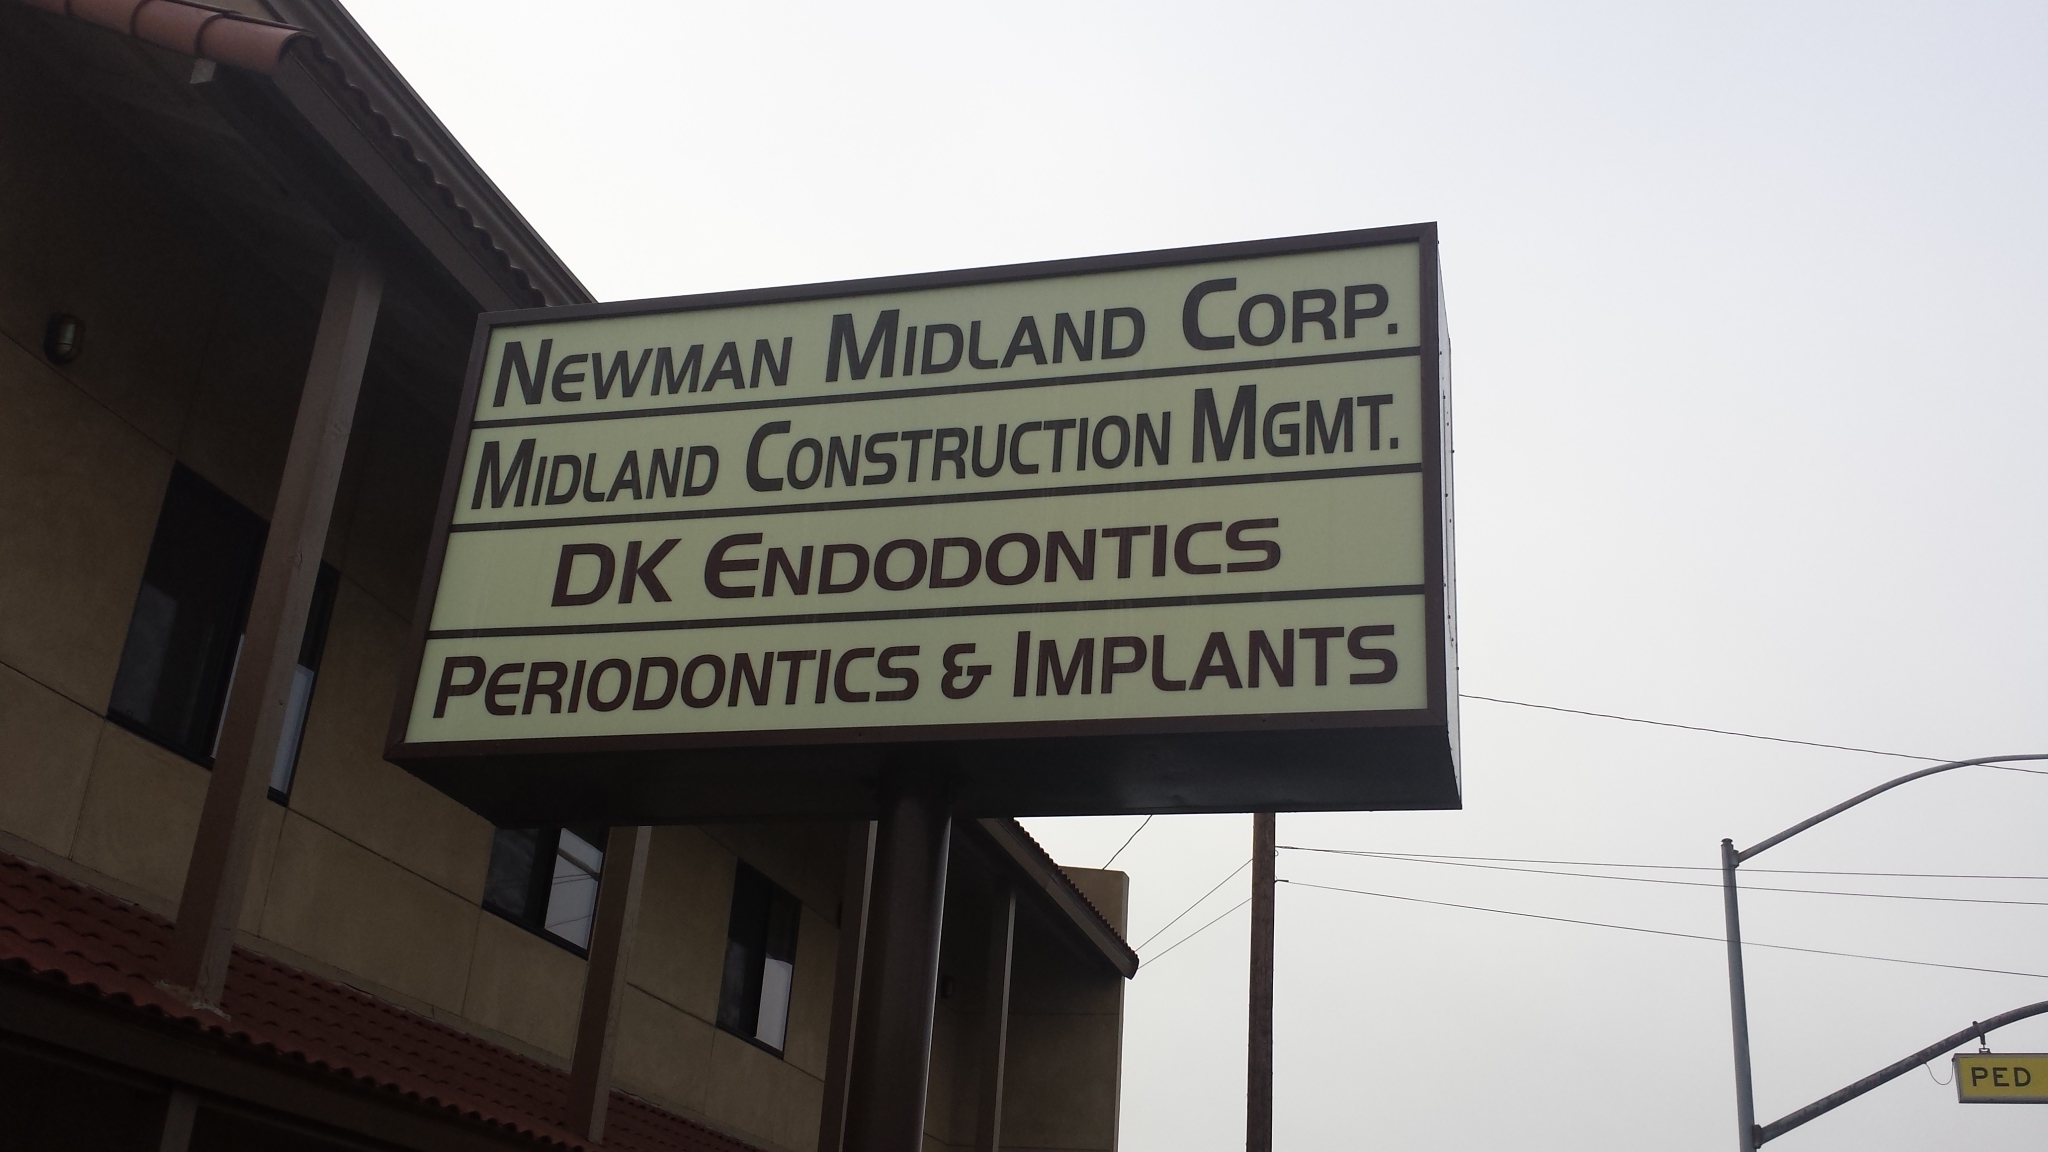 NEWMAN MIDLAND CORP.
MIDLAND CONSTRUCTION MGMT.
DK ENDODONTICS
PERIODONTICS & IMPLANTS
PED